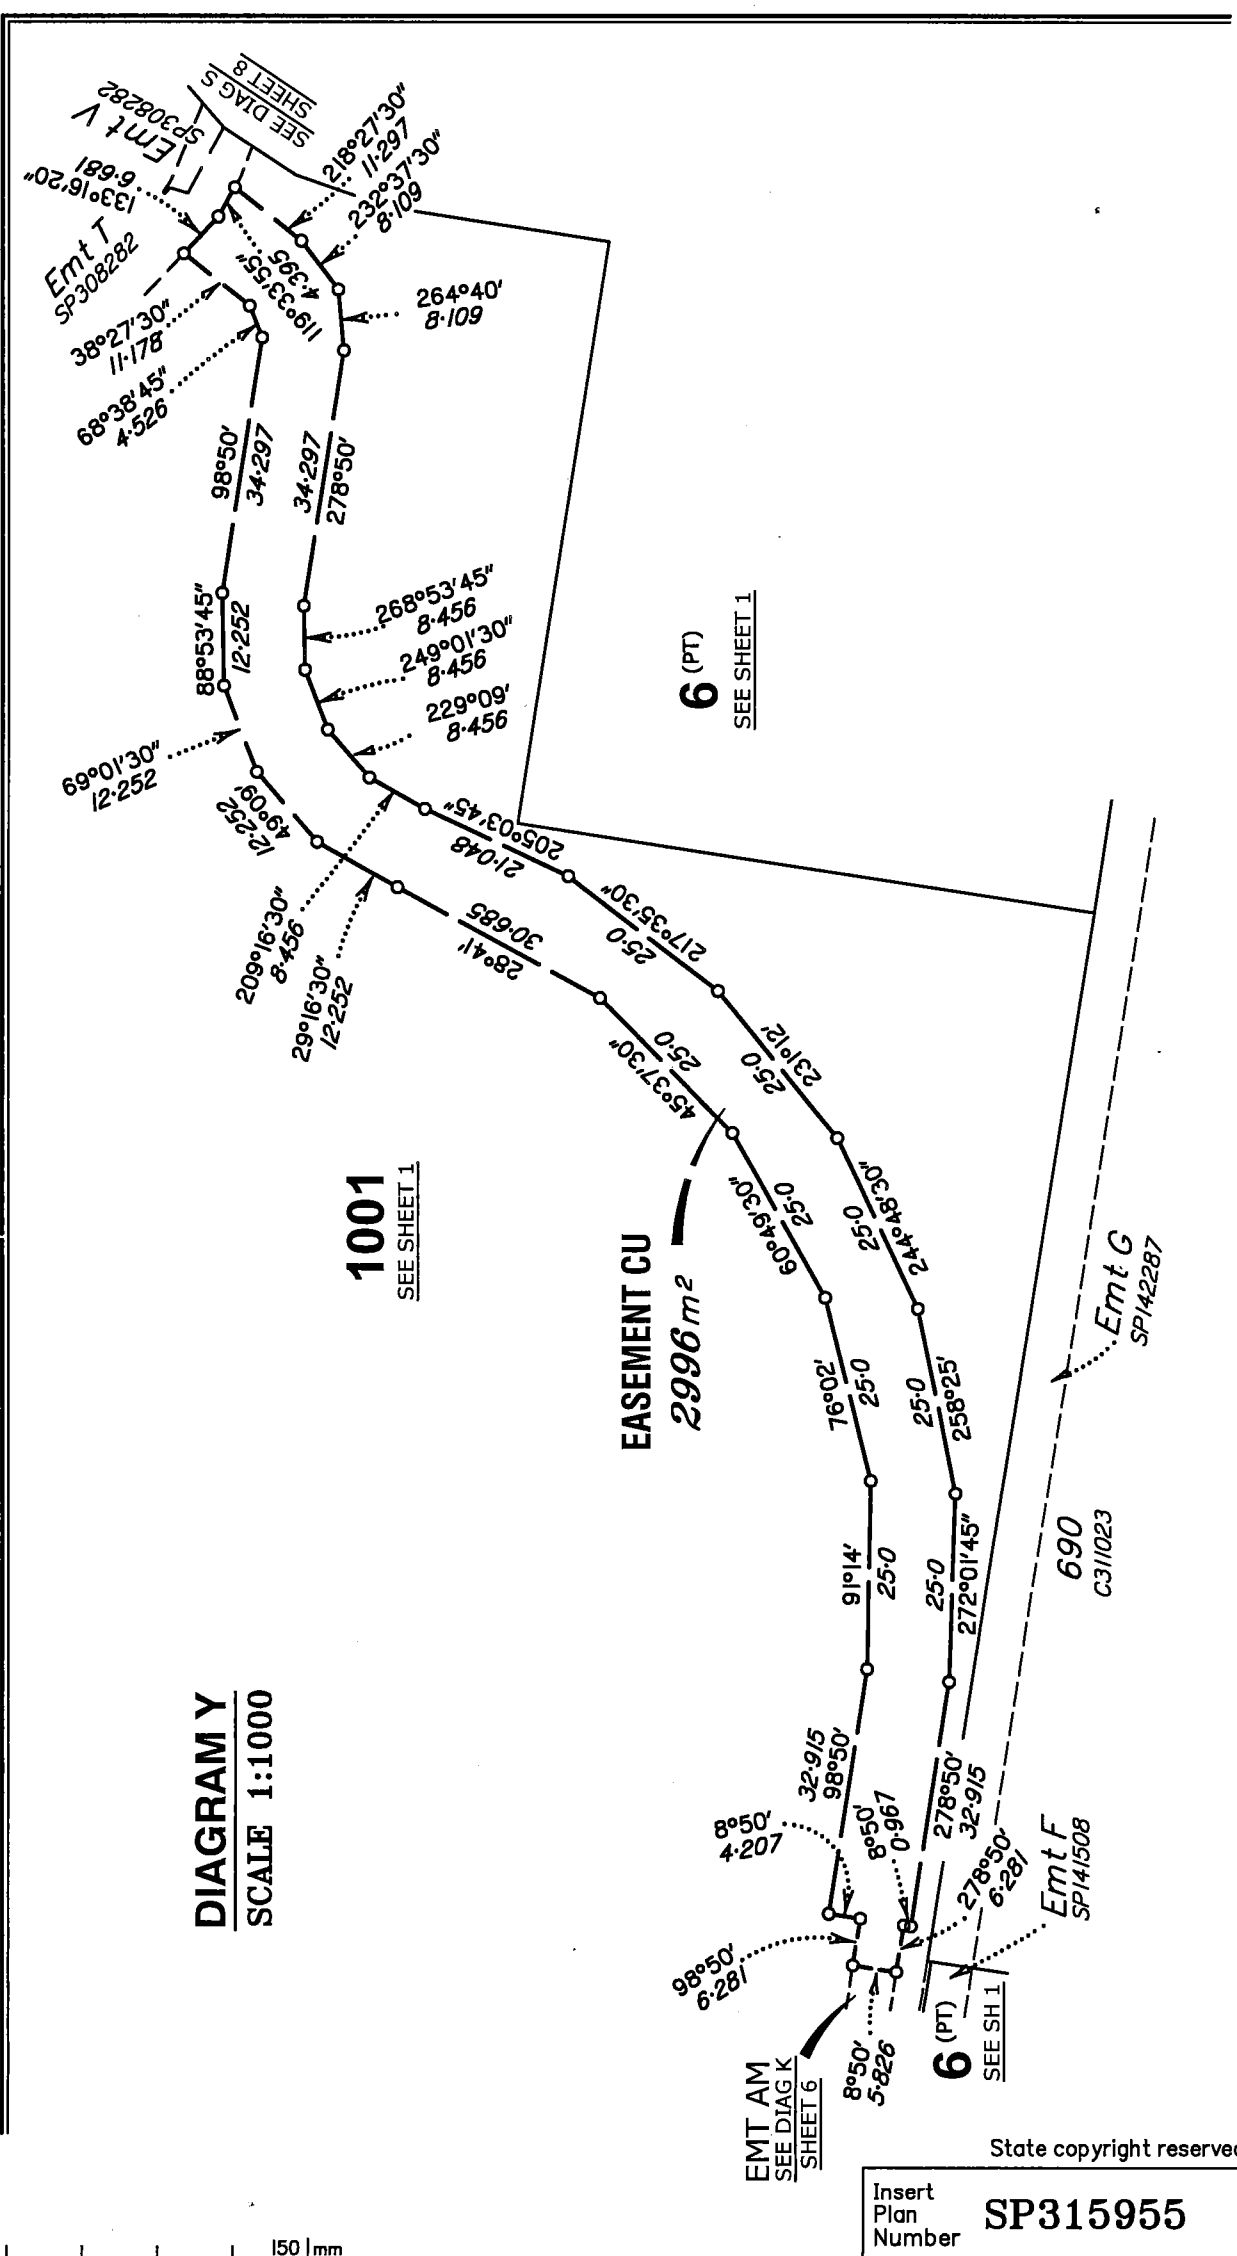 DIAGRAM Y
SCALE 1:1000
Emt V
SP308282
SEE DIAG S
SHEET 8
133°16'20"
6·681
Emt T
SP308282
38°27'30"
11·178
68°38'45"
4·526
119°33'55"
4·395
218°27'30"
11·297
232°37'30"
8·109
264°40'
8·109
98°50'
34·297
34·297
278°50'
88°53'45"
12·252
268°53'45"
8·456
249°01'30"
8·456
229°09'
8·456
69°01'30"
12·252
49°09'
12·252
209°16'30"
8·456
29°16'30"
12·252
205°03'45"
21·048
30·685
28°41'
217°35'30"
25·0
45°37'30"
25·0
231°12'
25·0
60°49'30"
25·0
244°48'30"
25·0
76°02'
25·0
25·0
258°25'
91°14'
25·0
25·0
272°01'45"
6 (PT)
SEE SHEET 1
1001
SEE SHEET 1
EASEMENT CU
2996 m²
Emt G
SP142287
690
C311023
32·915
98°50'
8°50'
4·207
8°50'
0·967
278°50'
32·915
278°50'
6·281
98°50'
6·281
8°50'
5·826
Emt F
SP141508
EMT AM
SEE DIAG K
SHEET 6
6 (PT)
SEE SH 1
State copyright reserved
Insert
Plan
Number
SP315955
150 mm